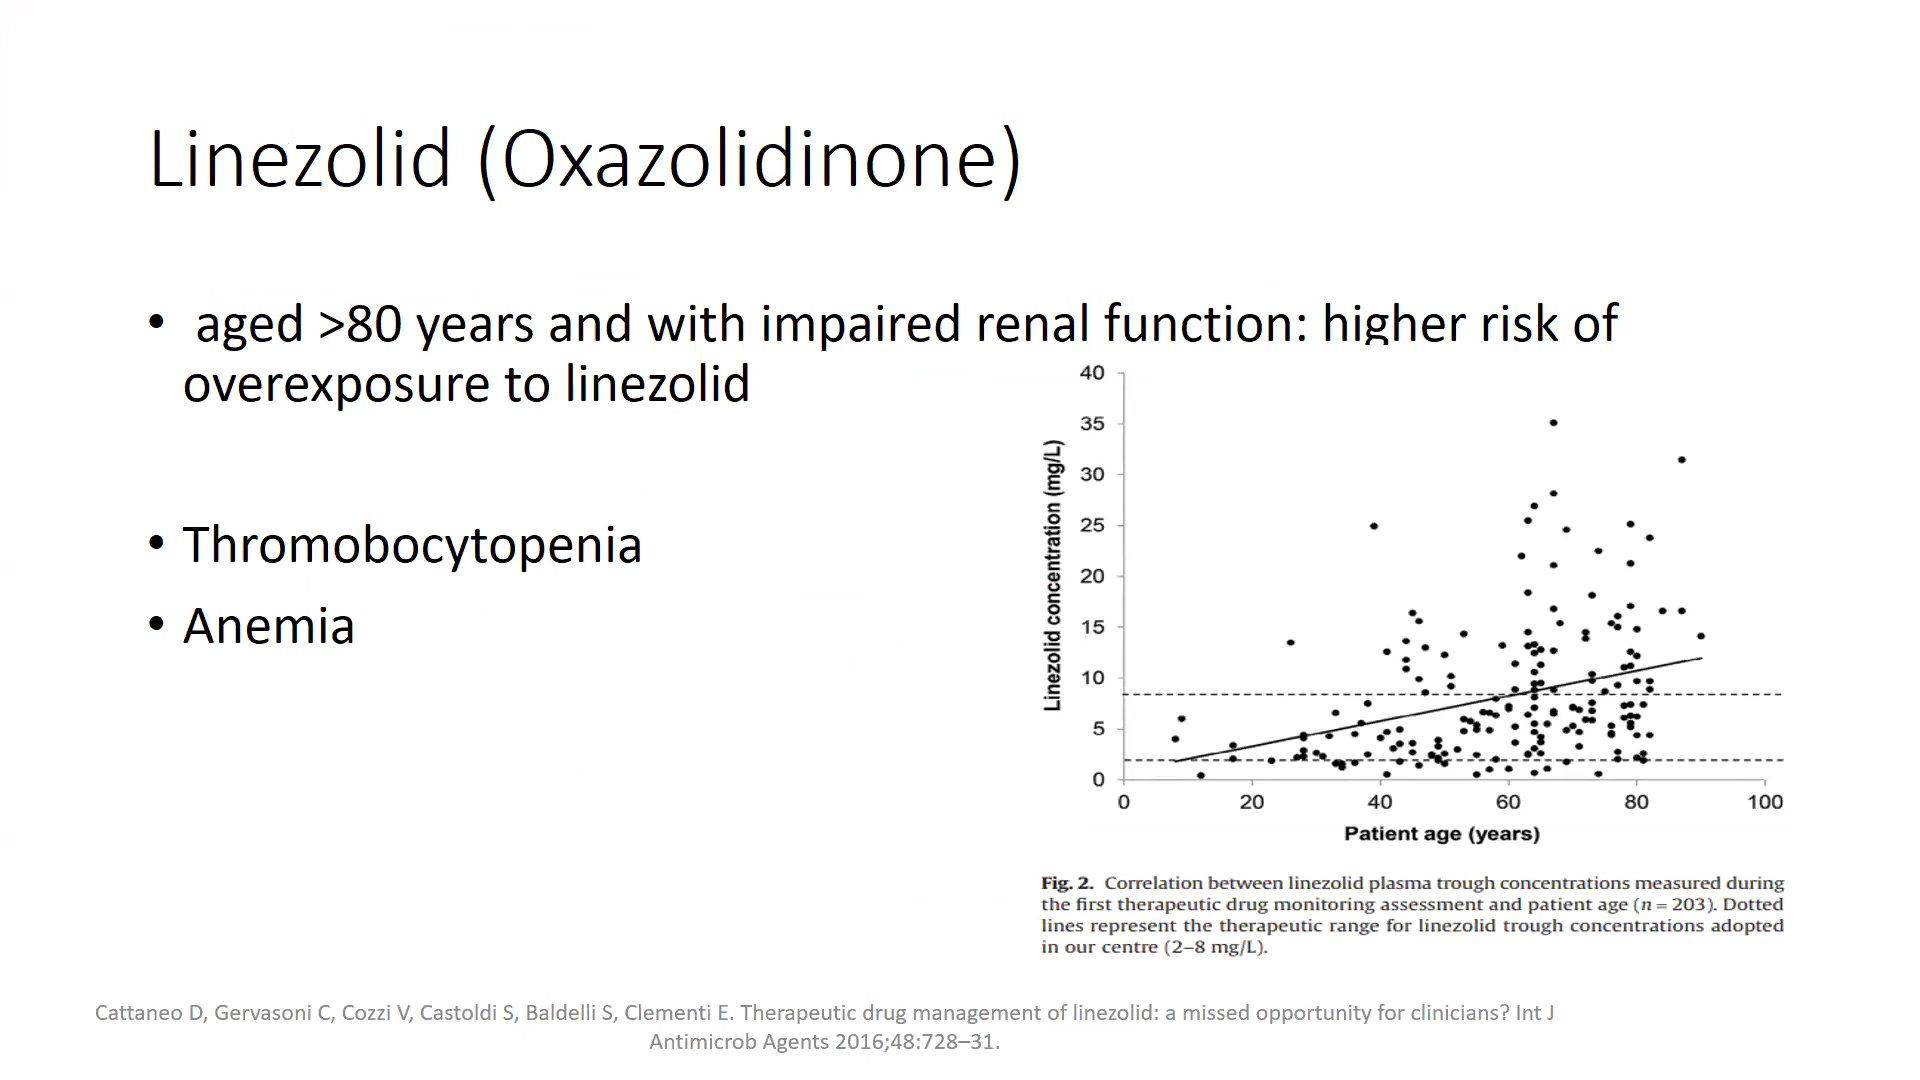 Linezolid (Oxazolidinone)
• aged >80 years and with impaired renal function: higher risk of
overexposure to linezolid
• Thromobocytopenia
• Anemia
Linezolid concentration (mg/L)
40
35
30
25
20
15
10
5
0
0 20 40 60 80 100
Patient age (years)
Fig. 2. Correlation between linezolid plasma trough concentrations measured during
the first therapeutic drug monitoring assessment and patient age (n = 203). Dotted
lines represent the therapeutic range for linezolid trough concentrations adopted
in our centre (2–8 mg/L).
Cattaneo D, Gervasoni C, Cozzi V, Castoldi S, Baldelli S, Clementi E. Therapeutic drug management of linezolid: a missed opportunity for clinicians? Int J
Antimicrob Agents 2016;48:728–31.